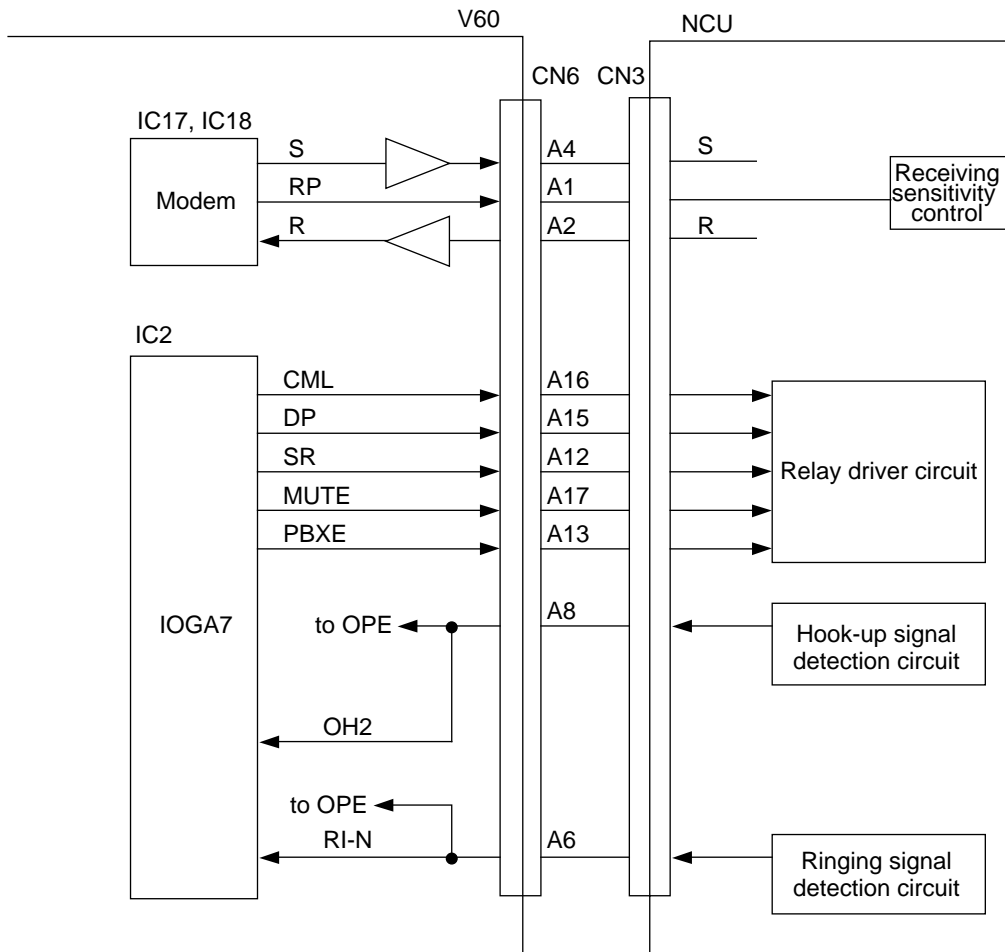 V60
NCU
CN6
CN3
IC17, IC18
Modem
S
RP
R
A4
A1
A2
S
R
Receiving
sensitivity
control
IC2
IOGA7
CML
DP
SR
MUTE
PBXE
A16
A15
A12
A17
A13
Relay driver circuit
to OPE
A8
Hook-up signal
detection circuit
OH2
to OPE
RI-N
A6
Ringing signal
detection circuit